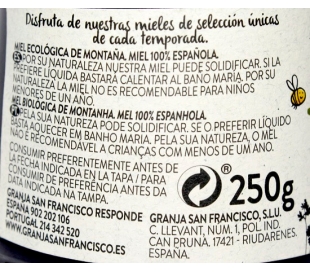 Disfruta de nuestras mieles de selección únicas
de cada temporada.
MIEL ECOLÓGICA DE MONTAÑA. MIEL 100% ESPAÑOLA.
POR SU NATURALEZA NUESTRA MIEL PUEDE SOLIDIFICAR. SI LA
PREFIERE LÍQUIDA BASTARÁ CALENTAR AL BAÑO MARÍA. POR SU
NATURALEZA LA MIEL NO ES RECOMENDABLE PARA NIÑOS
MENORES DE UN AÑO.
MEL BIOLÓGICA DE MONTANHA. MEL 100% ESPANHOLA.
PELA SUA NATUREZA PODE SOLIDIFICAR. SE O PREFERIR LÍQUIDO
BASTA AQUECER EM BANHO MARIA. PELA SUA NATUREZA, O MEL
NÃO É RECOMENDÁVEL A CRIANÇAS COM MENOS DE UM ANO.
CONSUMIR PREFERENTEMENTE ANTES DE
LA FECHA INDICADA EN LA TAPA / PARA
CONSUMIR DE PREFERÊNCIA ANTES DA
DATA INDICADA NA TAMPA.
® 250g
GRANJA SAN FRANCISCO RESPONDE
ESPAÑA 902 202 106
PORTUGAL 214 342 520
WWW.GRANJASANFRANCISCO.ES
GRANJA SAN FRANCISCO, S.L.U.
C. LLEVANT, NUM. 1, POL. IND.
CAN PRUNA. 17421 - RIUDARENES.
ESPAÑA.